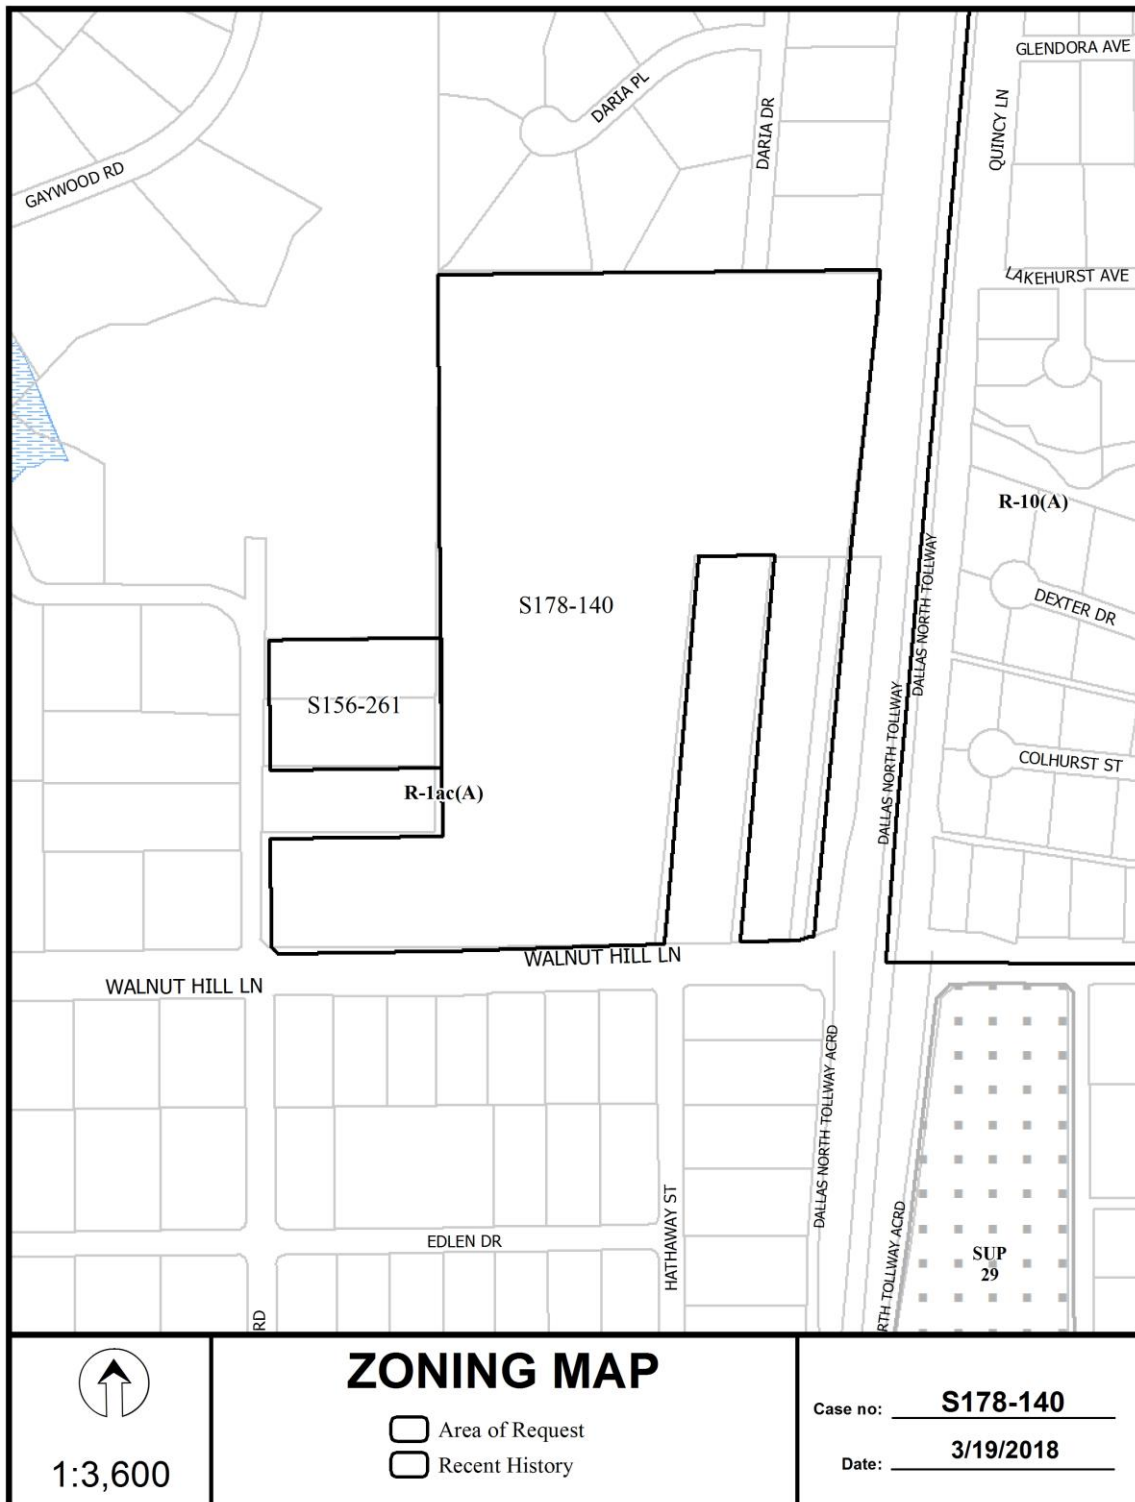 GLENDORA AVE
QUINCY LN
DARIA PL
DARIA DR
GAYWOOD RD
LAKEHURST AVE
R-10(A)
DALLAS NORTH TOLLWAY
DEXTER DR
S178-140
S156-261
DALLAS NORTH TOLLWAY
COLHURST ST
R-1ac(A)
WALNUT HILL LN
WALNUT HILL LN
DALLAS NORTH TOLLWAY ACRD
HATHAWAY ST
EDLEN DR
RTH TOLLWAY ACRD
SUP
29
RD
ZONING MAP
Area of Request
Recent History
1:3,600
Case no: S178-140
Date: 3/19/2018